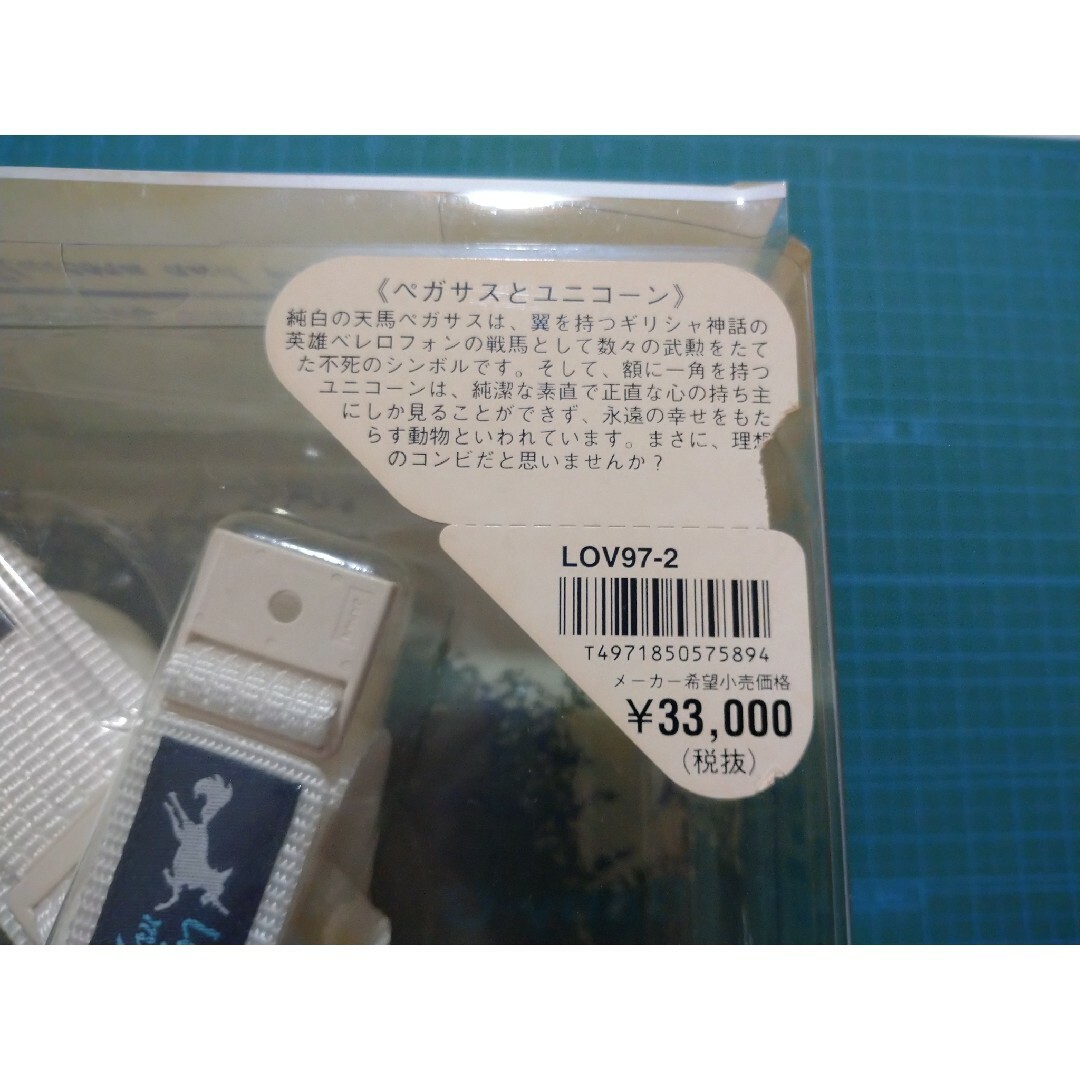 《ペガサスとユニコーン》
純白の天馬ペガサスは、翼を持つギリシャ神話の
英雄ベレロフォンの戦馬として数々の武勲をたて
た不死のシンボルです。そして、額に一角を持つ
ユニコーンは、純潔な素直で正直な心の持ち主
にしか見ることができず、永遠の幸せをもた
らす動物といわれています。まさに、理想
のコンビだと思いませんか?
LOV97-2
T4971850575894
メーカー希望小売価格
¥33,000
(税抜)